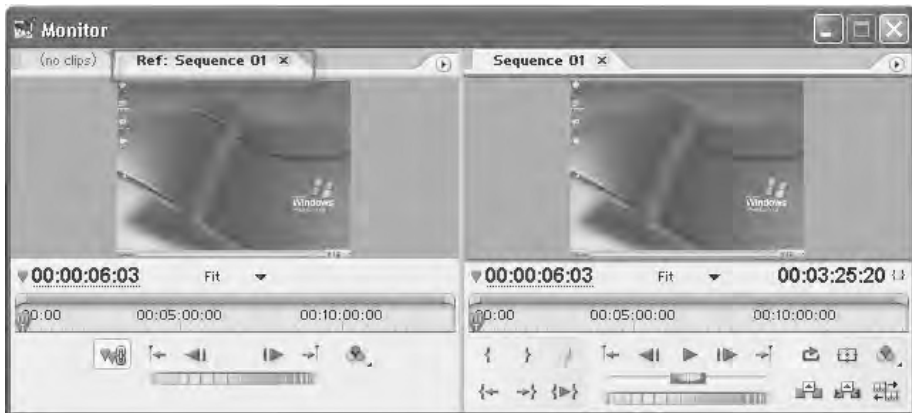 Monitor
(no clips) Ref: Sequence 01 × Sequence 01 ×
Windows Windows
00:00:06:03 Fit 00:00:06:03 Fit 00:03:25:20
00:00 00:05:00:00 00:10:00:00 00:00 00:05:00:00 00:10:00:00